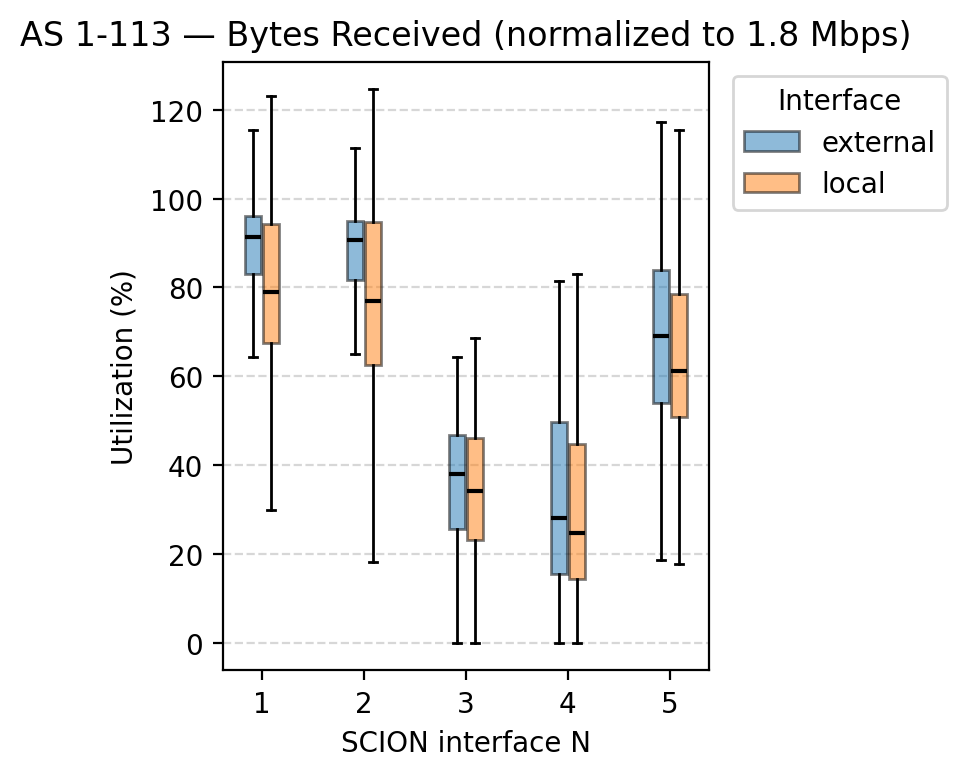 AS 1-113 — Bytes Received (normalized to 1.8 Mbps)
Interface
external
local
Utilization (%)
120
100
80
60
40
20
0
1 2 3 4 5
SCION interface N